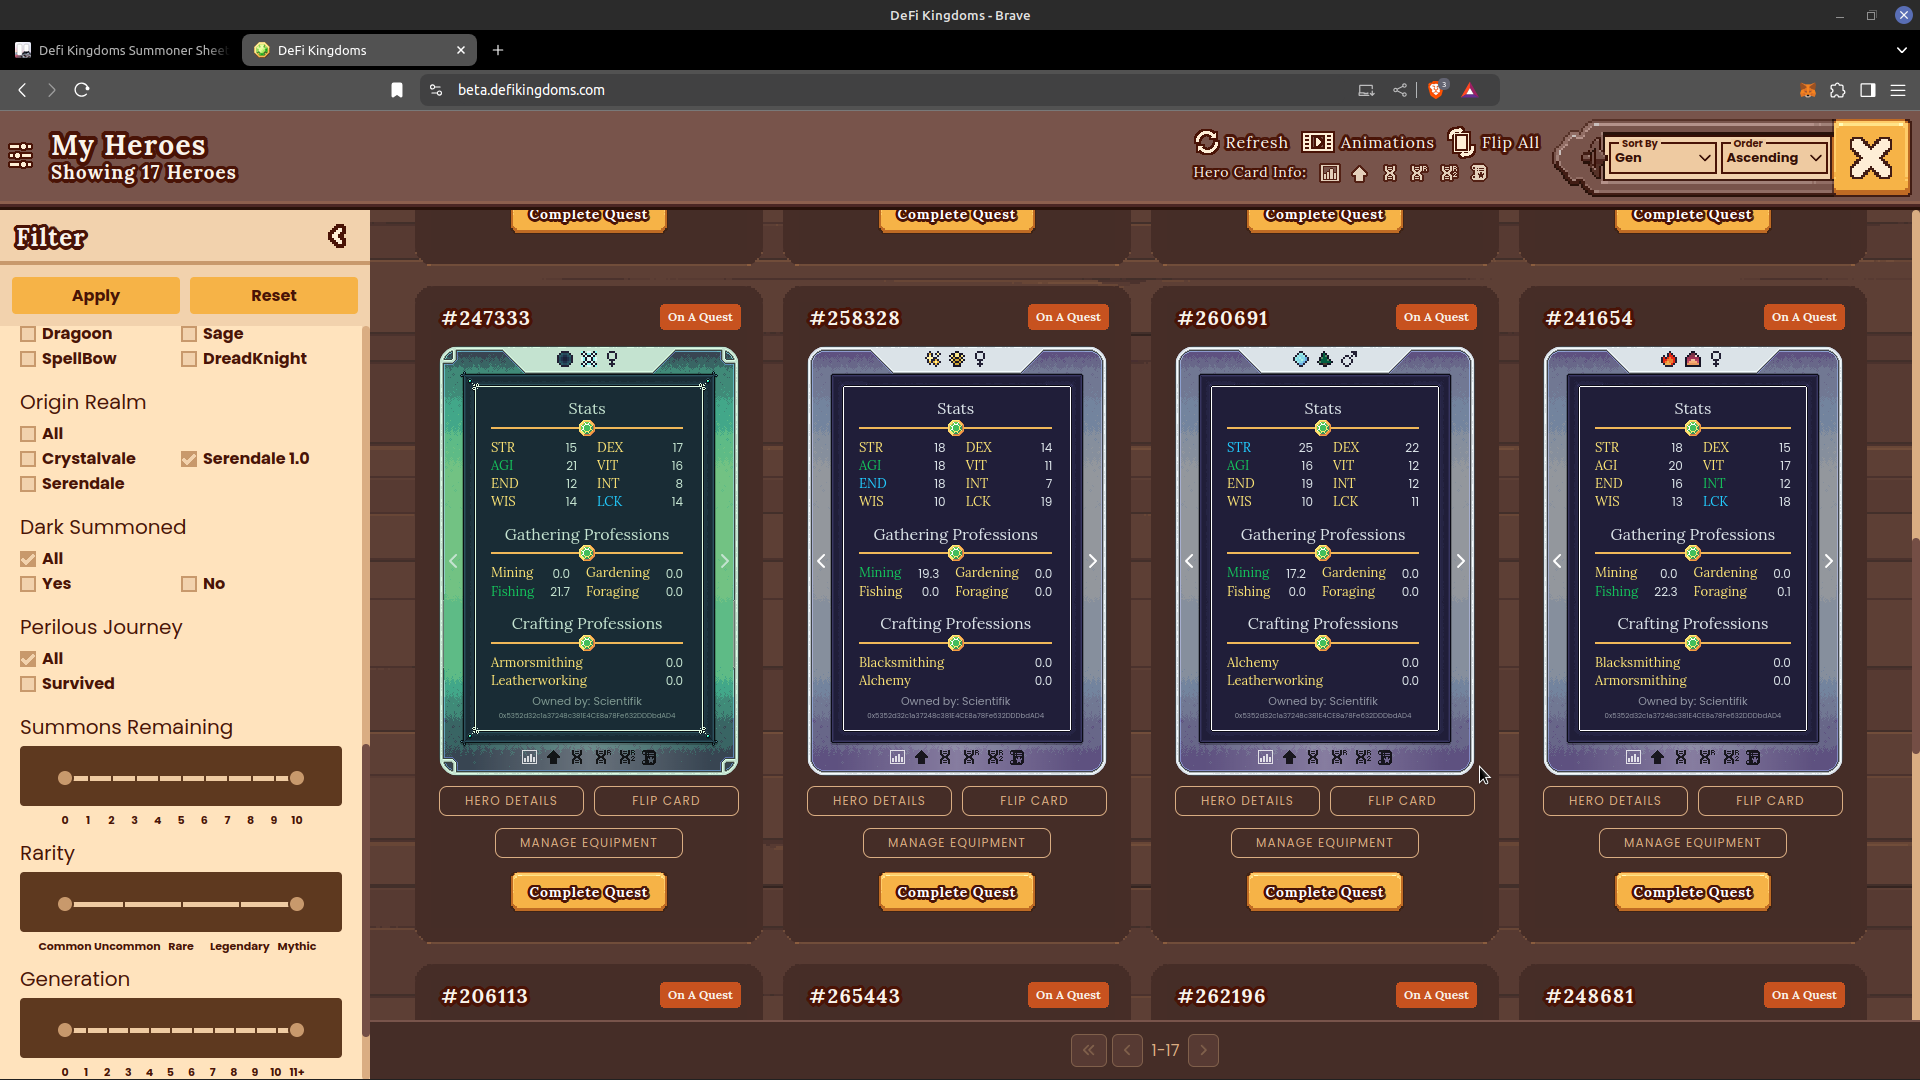 DeFi Kingdoms - Brave
Defi Kingdoms Summoner Shee
DeFi Kingdoms
beta.defikingdoms.com
3
My Heroes
Showing 17 Heroes
Refresh
Animations
Flip All
Hero Card Info:
Sort By
Gen
Order
Ascending
Filter
Apply
Reset
Dragoon
Sage
SpellBow
DreadKnight
Origin Realm
All
Crystalvale
Serendale 1.0
Serendale
Dark Summoned
All
Yes
No
Perilous Journey
All
Survived
Summons Remaining
0 1 2 3 4 5 6 7 8 9 10
Rarity
Common Uncommon Rare Legendary Mythic
Generation
0 1 2 3 4 5 6 7 8 9 10 11+
Complete Quest
Complete Quest
Complete Quest
Complete Quest
#247333
On A Quest
Stats
STR 15 DEX 17
AGI 21 VIT 16
END 12 INT 8
WIS 14 LCK 14
Gathering Professions
Mining 0.0 Gardening 0.0
Fishing 21.7 Foraging 0.0
Crafting Professions
Armorsmithing 0.0
Leatherworking 0.0
Owned by: Scientifik
HERO DETAILS
FLIP CARD
MANAGE EQUIPMENT
Complete Quest
#258328
On A Quest
Stats
STR 18 DEX 14
AGI 18 VIT 11
END 18 INT 7
WIS 10 LCK 19
Gathering Professions
Mining 19.3 Gardening 0.0
Fishing 0.0 Foraging 0.0
Crafting Professions
Blacksmithing 0.0
Alchemy 0.0
Owned by: Scientifik
HERO DETAILS
FLIP CARD
MANAGE EQUIPMENT
Complete Quest
#260691
On A Quest
Stats
STR 25 DEX 22
AGI 16 VIT 12
END 19 INT 12
WIS 10 LCK 11
Gathering Professions
Mining 17.2 Gardening 0.0
Fishing 0.0 Foraging 0.0
Crafting Professions
Alchemy 0.0
Leatherworking 0.0
Owned by: Scientifik
HERO DETAILS
FLIP CARD
MANAGE EQUIPMENT
Complete Quest
#241654
On A Quest
Stats
STR 18 DEX 15
AGI 20 VIT 17
END 16 INT 12
WIS 13 LCK 18
Gathering Professions
Mining 0.0 Gardening 0.0
Fishing 22.3 Foraging 0.1
Crafting Professions
Blacksmithing 0.0
Armorsmithing 0.0
Owned by: Scientifik
HERO DETAILS
FLIP CARD
MANAGE EQUIPMENT
Complete Quest
#206113
On A Quest
#265443
On A Quest
#262196
On A Quest
#248681
On A Quest
1-17